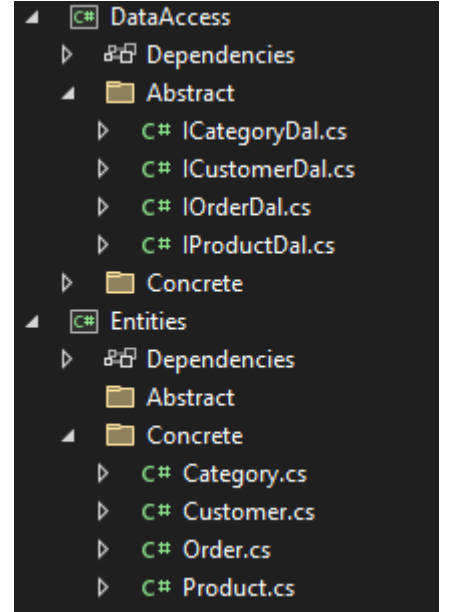 C# DataAccess
Dependencies
Abstract
C# ICategoryDal.cs
C# ICustomerDal.cs
C# IOrderDal.cs
C# IProductDal.cs
Concrete
C# Entities
Dependencies
Abstract
Concrete
C# Category.cs
C# Customer.cs
C# Order.cs
C# Product.cs